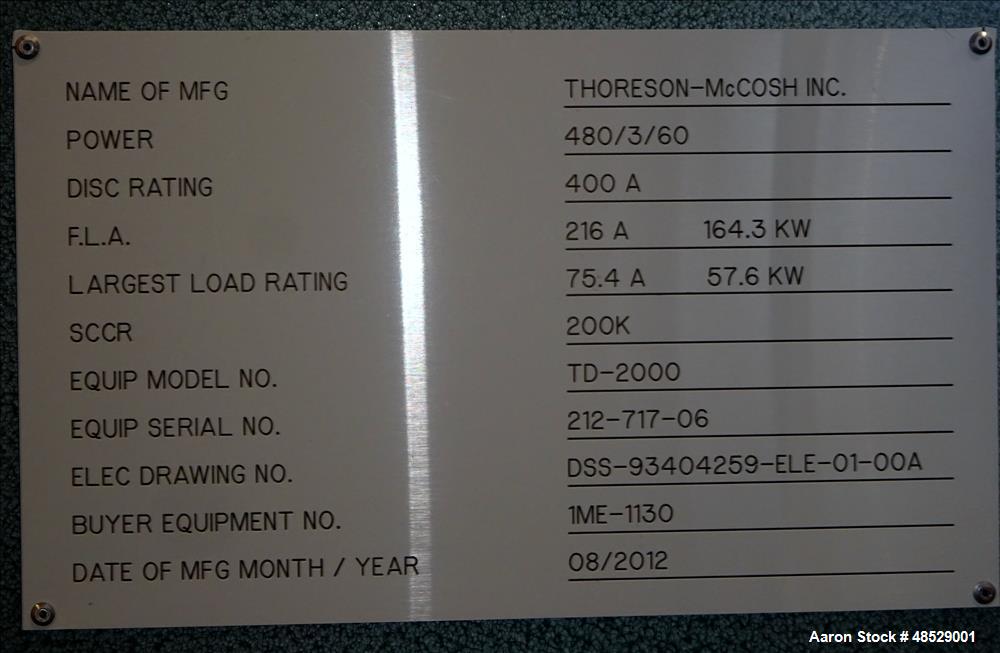 NAME OF MFG THORESON-McCOSH INC.
POWER 480/3/60
DISC RATING 400 A
F.L.A. 216 A 164.3 KW
LARGEST LOAD RATING 75.4 A 57.6 KW
SCCR 200K
EQUIP MODEL NO. TD-2000
EQUIP SERIAL NO. 212-717-06
ELEC DRAWING NO. DSS-93404259-ELE-01-00A
BUYER EQUIPMENT NO. 1ME-1130
DATE OF MFG MONTH / YEAR 08/2012
Aaron Stock # 48529001